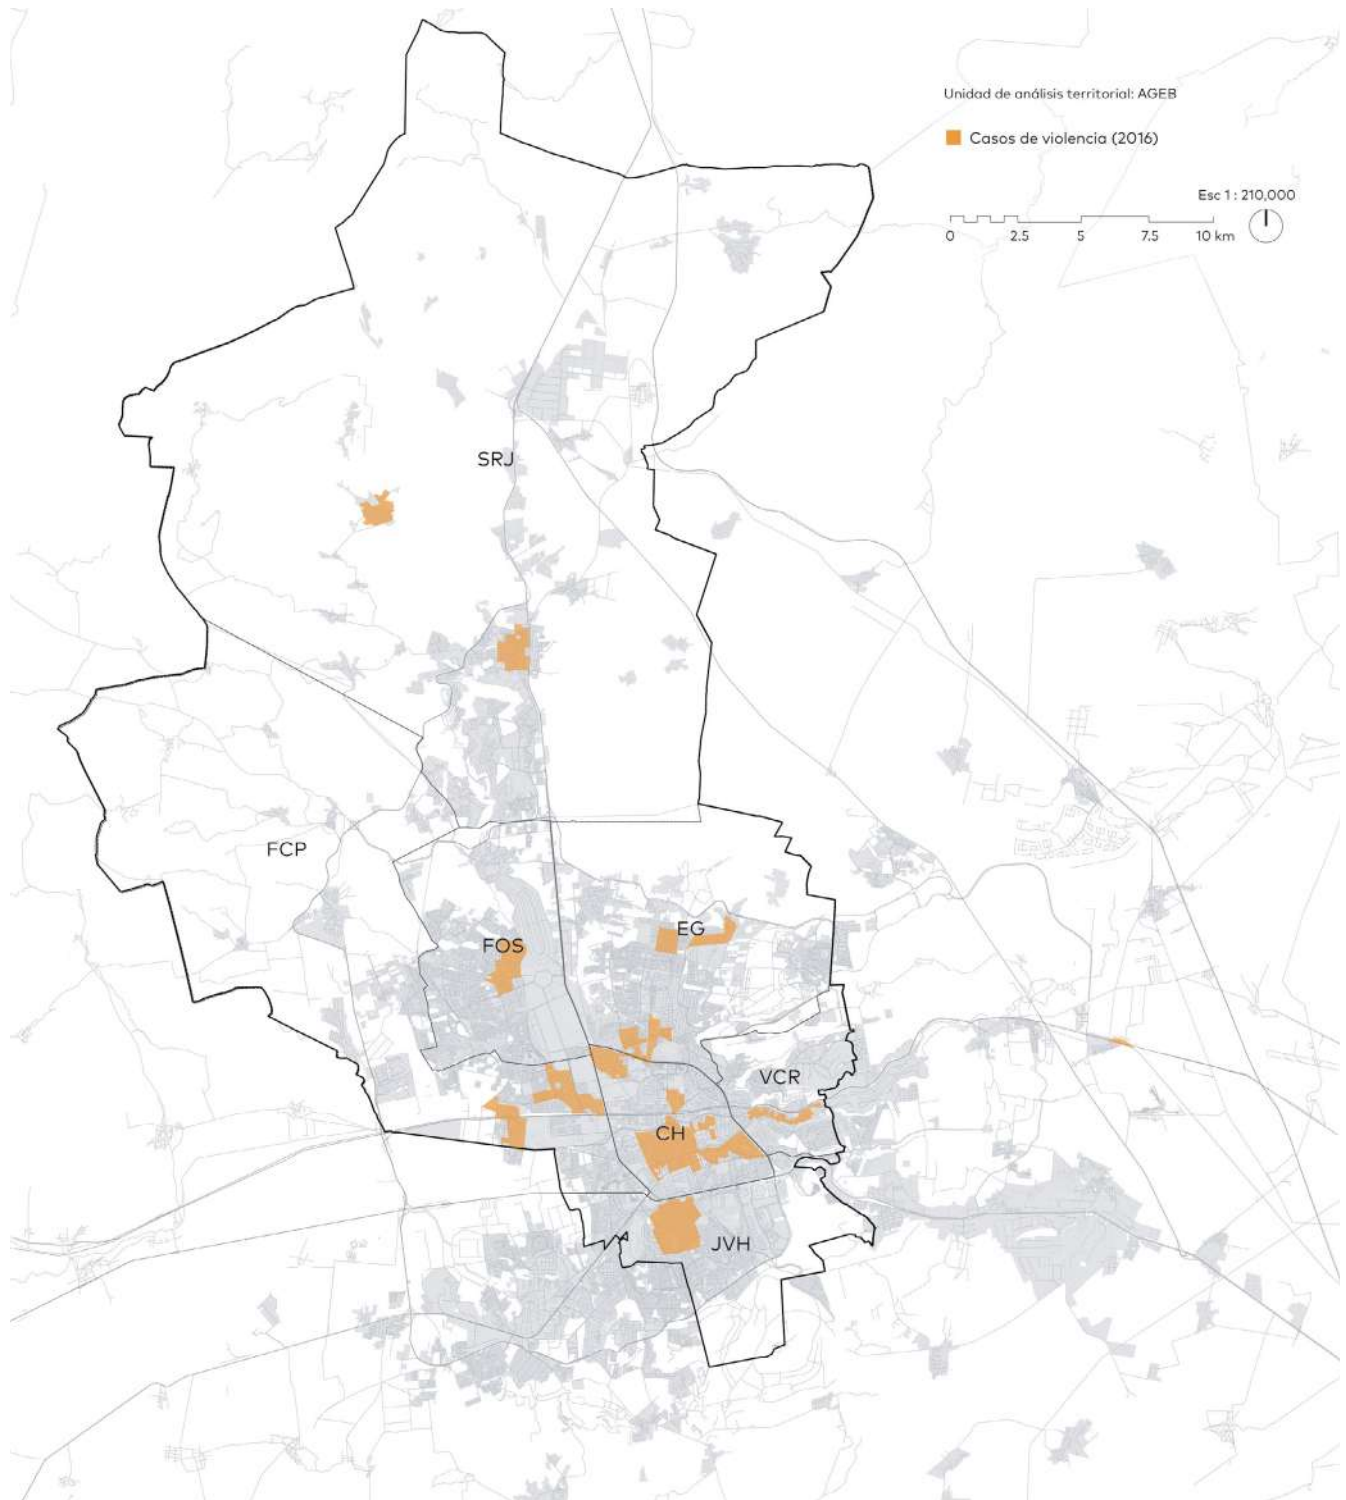 Unidad de análisis territorial: AGEB
Casos de violencia (2016)
Esc 1 : 210,000
0 2.5 5 7.5 10 km
SRJ
FCP
FOS
EG
VCR
CH
JVH